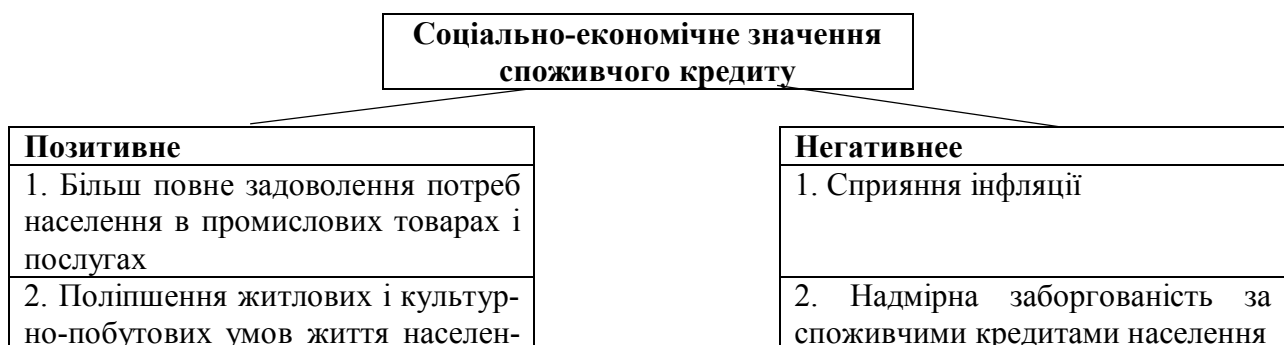 Соціально-економічне значення
споживчого кредиту
Позитивне
1. Більш повне задоволення потреб
населення в промислових товарах і
послугах
2. Поліпшення житлових і культур-
но-побутових умов життя населен-
Негативнее
1. Сприяння інфляції
2. Надмірна заборгованість за
споживчими кредитами населення